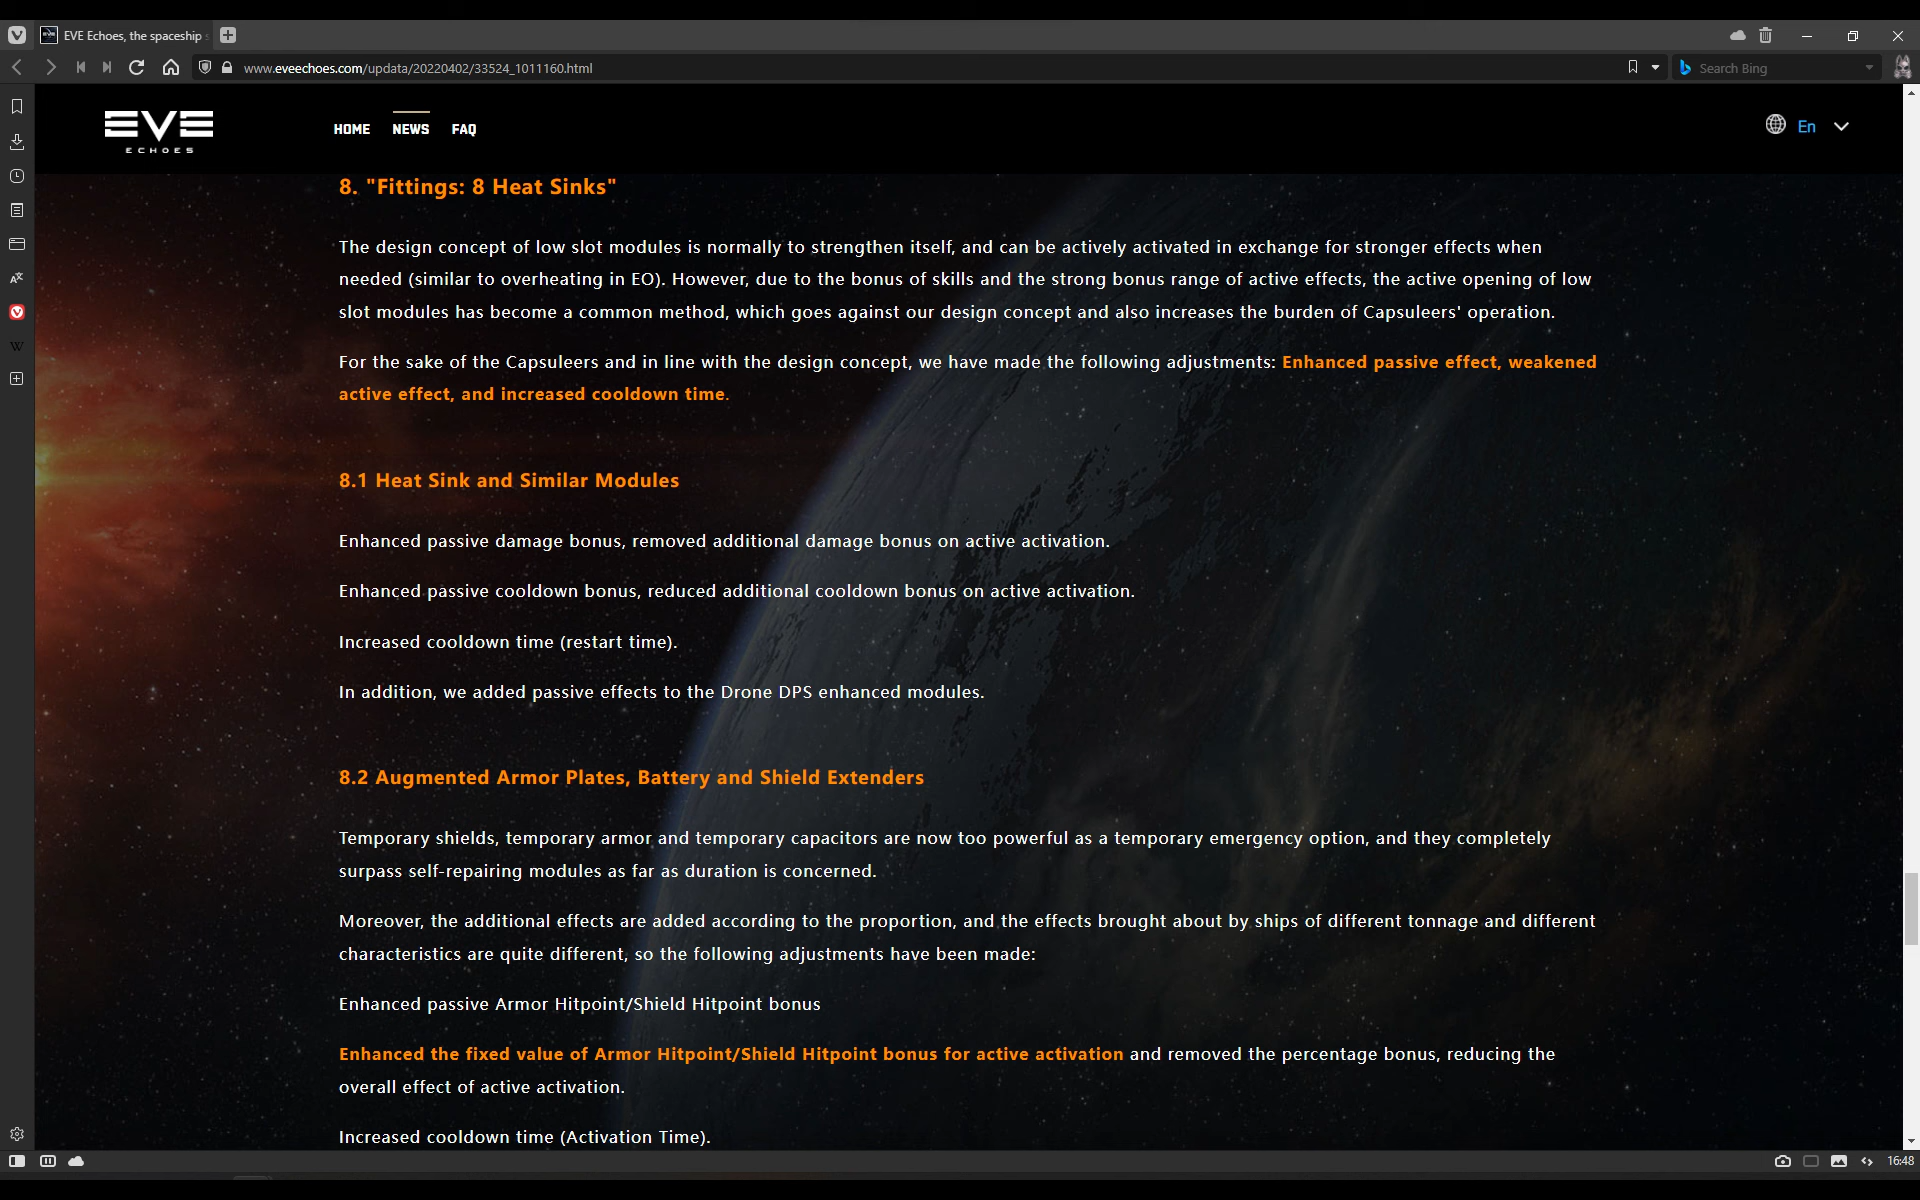 EVE Echoes, the spaceship
www.eveechoes.com/updata/20220402/33524_1011160.html
Search Bing
EVE
ECHOES
HOME
NEWS
FAQ
En
8. "Fittings: 8 Heat Sinks"
The design concept of low slot modules is normally to strengthen itself, and can be actively activated in exchange for stronger effects when
needed (similar to overheating in EO). However, due to the bonus of skills and the strong bonus range of active effects, the active opening of low
slot modules has become a common method, which goes against our design concept and also increases the burden of Capsuleers' operation.
For the sake of the Capsuleers and in line with the design concept, we have made the following adjustments: Enhanced passive effect, weakened
active effect, and increased cooldown time.
8.1 Heat Sink and Similar Modules
Enhanced passive damage bonus, removed additional damage bonus on active activation.
Enhanced passive cooldown bonus, reduced additional cooldown bonus on active activation.
Increased cooldown time (restart time).
In addition, we added passive effects to the Drone DPS enhanced modules.
8.2 Augmented Armor Plates, Battery and Shield Extenders
Temporary shields, temporary armor and temporary capacitors are now too powerful as a temporary emergency option, and they completely
surpass self-repairing modules as far as duration is concerned.
Moreover, the additional effects are added according to the proportion, and the effects brought about by ships of different tonnage and different
characteristics are quite different, so the following adjustments have been made:
Enhanced passive Armor Hitpoint/Shield Hitpoint bonus
Enhanced the fixed value of Armor Hitpoint/Shield Hitpoint bonus for active activation and removed the percentage bonus, reducing the
overall effect of active activation.
Increased cooldown time (Activation Time).
16:48